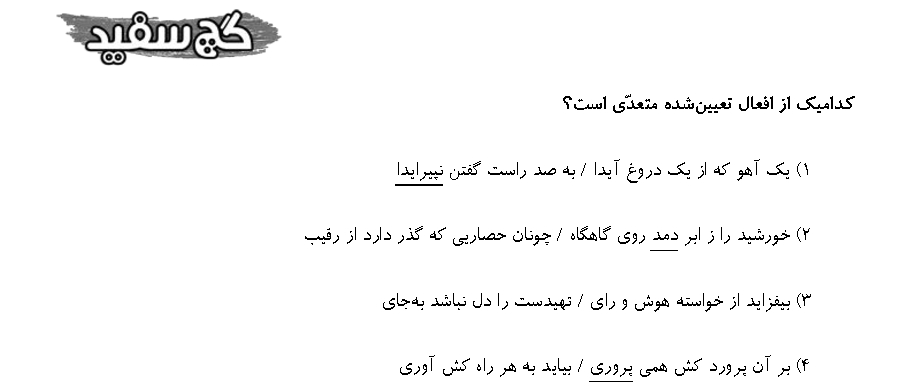 گچ سفید
کدامیک از افعال تعیین‌شده متعدّی است؟
۱) یک آهو که از یک دروغ آیدا / به صد راست گفتن نپیرایدا
۲) خورشید را ز ابر دمد روی گاهگاه / چونان حصاریی که گذر دارد از رقیب
۳) بیفزاید از خواسته هوش و رای / تهیدست را دل نباشد به‌جای
۴) بر آن پرورد کش همی پروری / بیاید به هر راه کش آوری